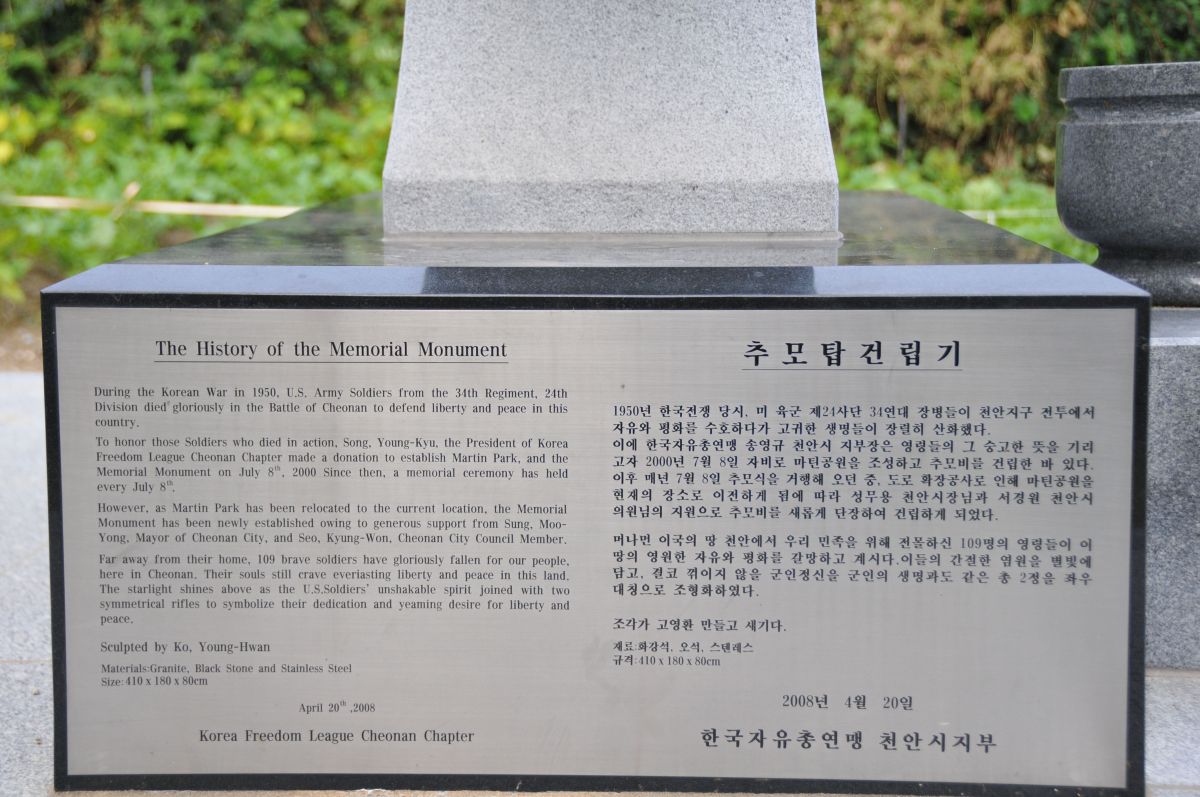 The History of the Memorial Monument
During the Korean War in 1950, U.S. Army Soldiers from the 34th Regiment, 24th
Division died gloriously in the Battle of Cheonan to defend liberty and peace in this
country.
To honor those Soldiers who died in action, Song, Young-Kyu, the President of Korea
Freedom League Cheonan Chapter made a donation to establish Martin Park, and the
Memorial Monument on July 8th, 2000 Since then, a memorial ceremony has held
every July 8th.
However, as Martin Park has been relocated to the current location, the Memorial
Monument has been newly established owing to generous support from Sung, Moo-
Yong, Mayor of Cheonan City, and Seo, Kyung-Won, Cheonan City Council Member.
Far away from their home, 109 brave soldiers have gloriously fallen for our people,
here in Cheonan. Their souls still crave everiasting liberty and peace in this land.
The starlight shines above as the U.S.Soldiers' unshakable spirit joined with two
symmetrical rifles to symbolize their dedication and yeaming desire for liberty and
peace.
Sculpted by Ko, Young-Hwan
Materials:Granite, Black Stone and Stainless Steel
Size: 410 x 180 x 80cm
April 20th ,2008
Korea Freedom League Cheonan Chapter
추모탑건립기
1950년 한국전쟁 당시, 미 육군 제24사단 34연대 장병들이 천안지구 전투에서
자유와 평화를 수호하다가 고귀한 생명들이 장렬히 산화했다.
이에 한국자유총연맹 송영규 천안시 지부장은 영령들의 그 숭고한 뜻을 기리
고자 2000년 7월 8일 자비로 마틴공원을 조성하고 추모비를 건립한 바 있다.
이후 매년 7월 8일 추모식을 거행해 오던 중, 도로 확장공사로 인해 마틴공원을
현재의 장소로 이전하게 됨에 따라 성무용 천안시장님과 서경원 천안시
의원님의 지원으로 추모비를 새롭게 단장하여 건립하게 되었다.
머나먼 이국의 땅 천안에서 우리 민족을 위해 전몰하신 109명의 영령들이 이
땅의 영원한 자유와 평화를 갈망하고 계시다.이들의 간절한 염원을 별빛에
담고, 결코 꺾이지 않을 군인정신을 군인의 생명과도 같은 총 2정을 좌우
대칭으로 조형화하였다.
조각가 고영환 만들고 새기다.
재료:화강석, 오석, 스텐레스
규격:410 x 180 x 80cm
2008년 4월 20일
한국자유총연맹 천안시지부